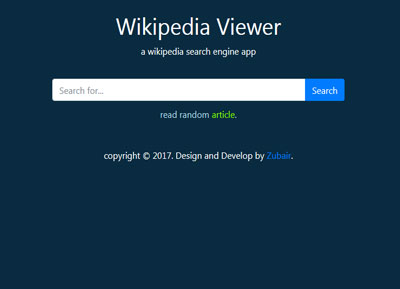 Wikipedia Viewer
a wikipedia search engine app
Search for... Search
read random article.
copyright © 2017. Design and Develop by Zubair.